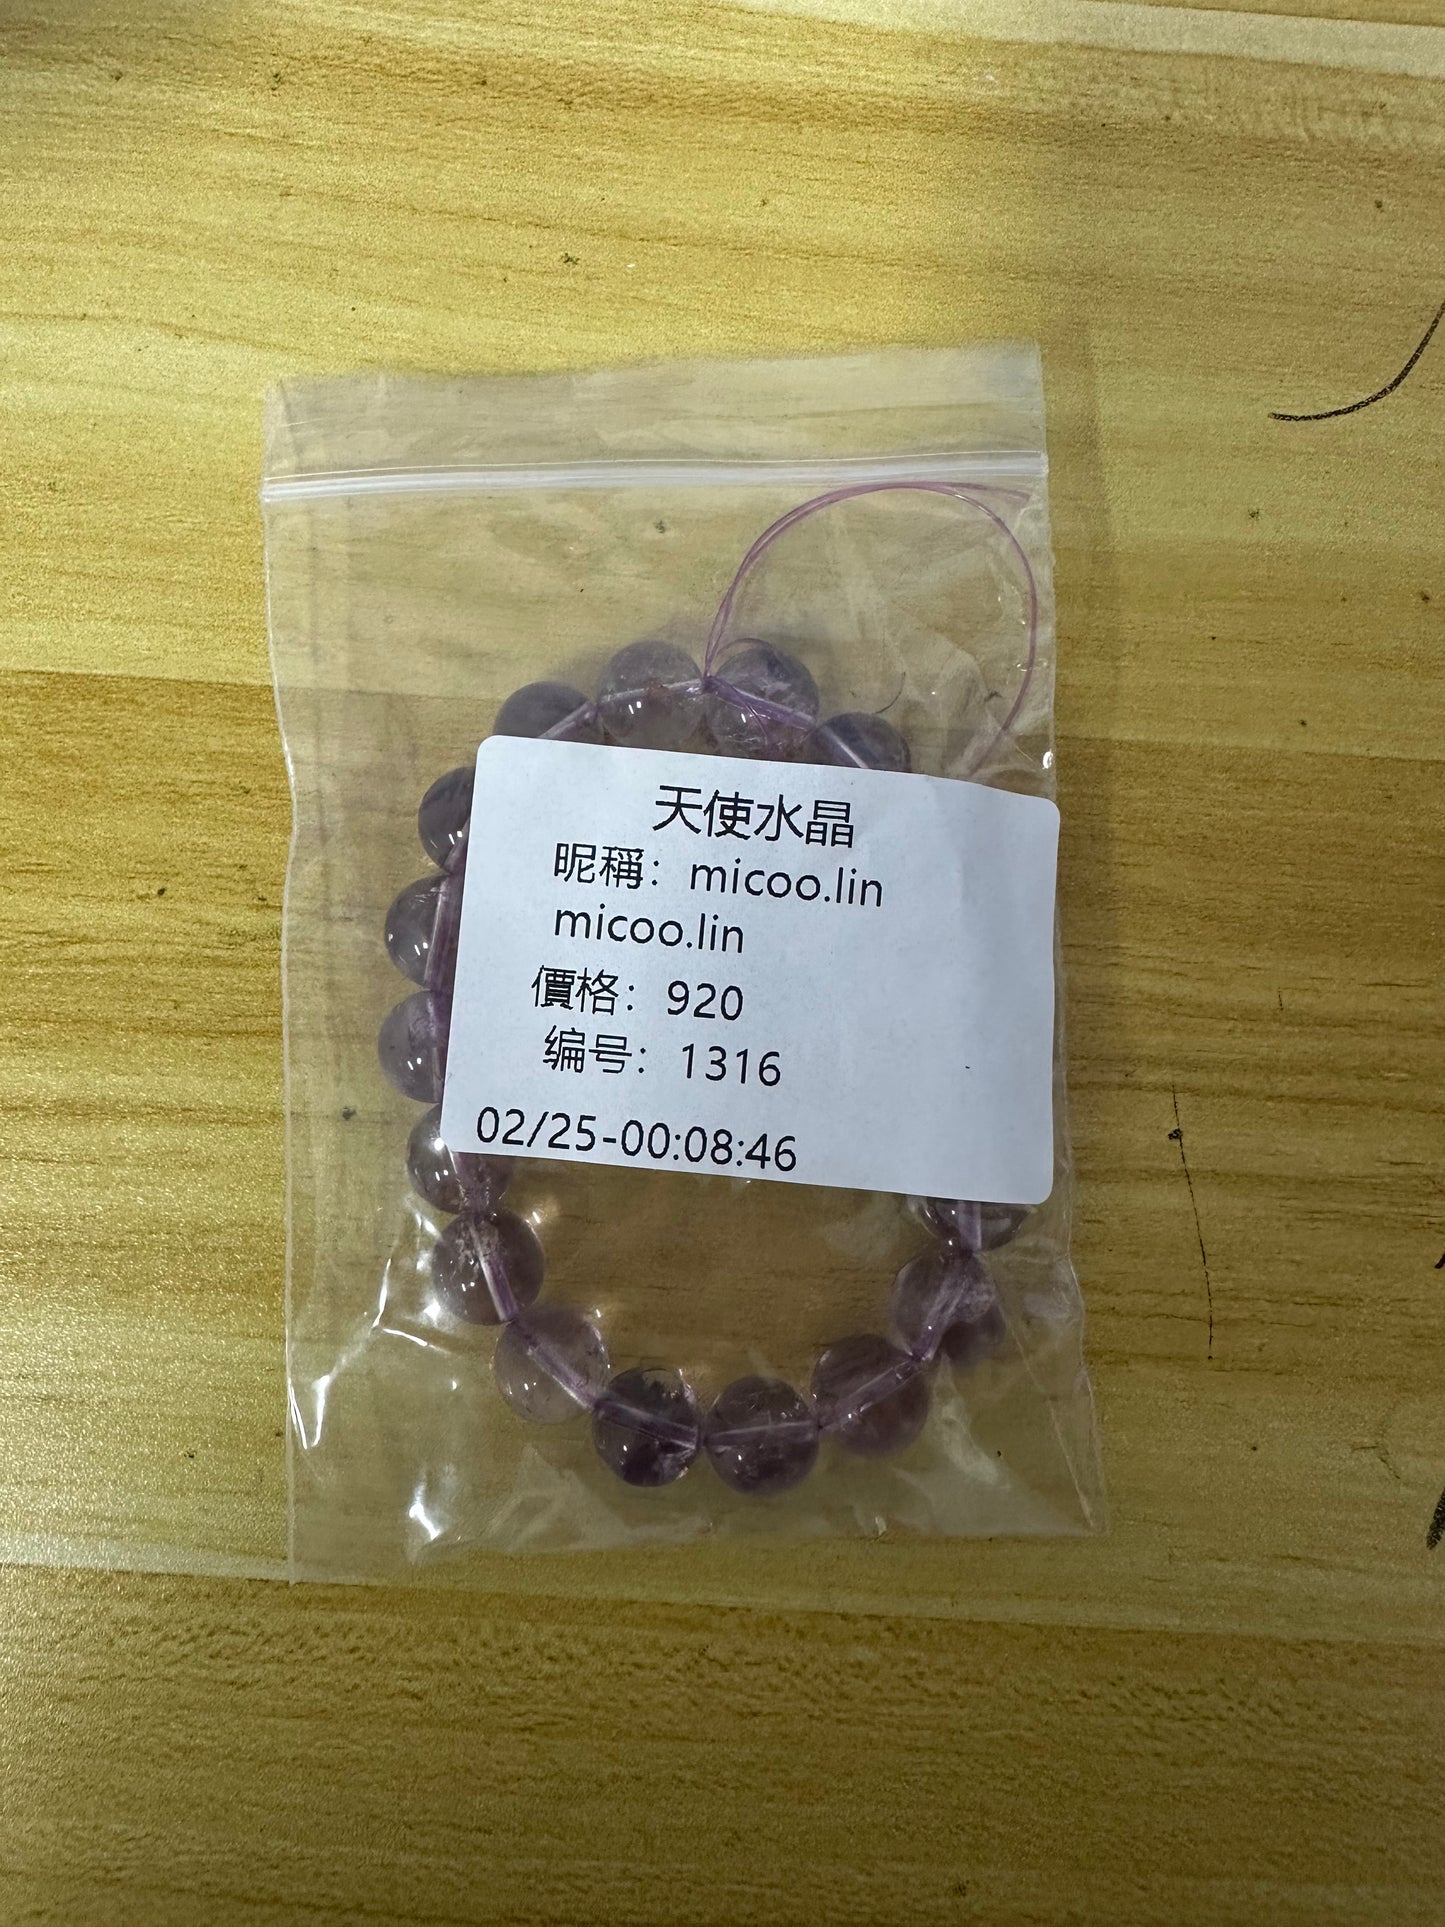 天使水晶
昵稱：micoo.lin
micoo.lin
價格：920
编号：1316
02/25-00:08:46